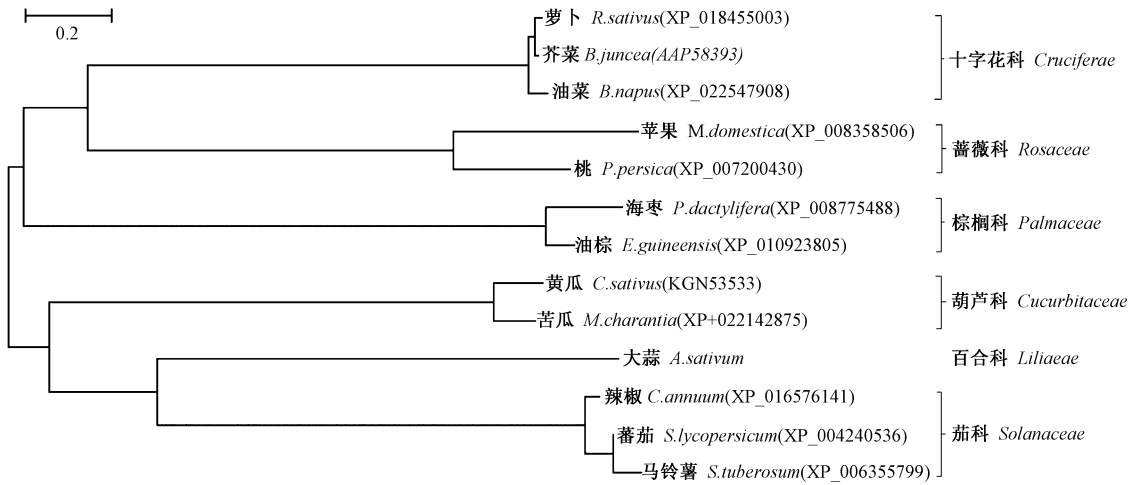 0.2
萝卜 R.sativus(XP_018455003)
芥菜 B.juncea(AAP58393)
十字花科 Cruciferae
油菜 B.napus(XP_022547908)
苹果 M.domestica(XP_008358506)
蔷薇科 Rosaceae
桃 P.persica(XP_007200430)
海枣 P.dactylifera(XP_008775488)
棕榈科 Palmaceae
油棕 E.guineensis(XP_010923805)
黄瓜 C.sativus(KGN53533)
葫芦科 Cucurbitaceae
苦瓜 M.charantia(XP+022142875)
大蒜 A.sativum
百合科 Liliaeae
辣椒 C.annuum(XP_016576141)
蕃茄 S.lycopersicum(XP_004240536)
茄科 Solanaceae
马铃薯 S.tuberosum(XP_006355799)